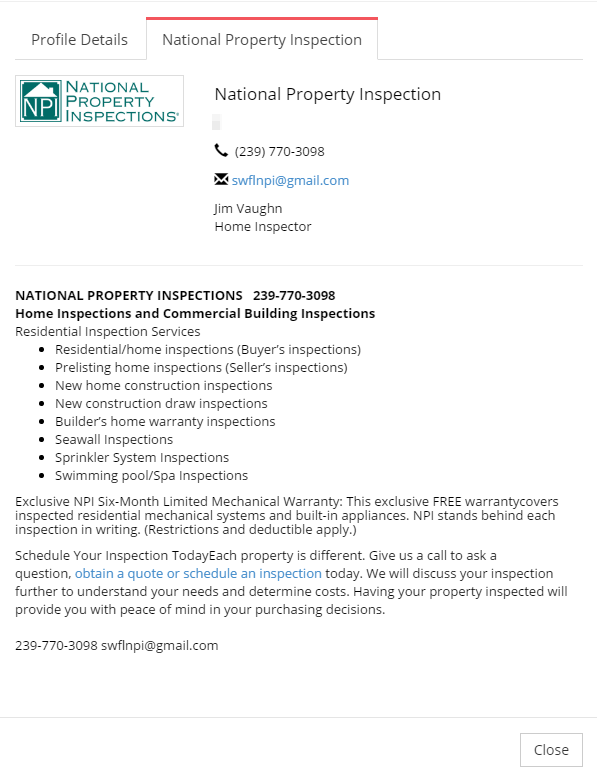 Profile Details
National Property Inspection
NPI
NATIONAL
PROPERTY
INSPECTIONS®
National Property Inspection
(239) 770-3098
swflnpi@gmail.com
Jim Vaughn
Home Inspector
NATIONAL PROPERTY INSPECTIONS 239-770-3098
Home Inspections and Commercial Building Inspections
Residential Inspection Services
• Residential/home inspections (Buyer’s inspections)
• Prelisting home inspections (Seller’s inspections)
• New home construction inspections
• New construction draw inspections
• Builder’s home warranty inspections
• Seawall Inspections
• Sprinkler System Inspections
• Swimming pool/Spa Inspections
Exclusive NPI Six-Month Limited Mechanical Warranty: This exclusive FREE warrantycovers
inspected residential mechanical systems and built-in appliances. NPI stands behind each
inspection in writing. (Restrictions and deductible apply.)
Schedule Your Inspection TodayEach property is different. Give us a call to ask a
question, obtain a quote or schedule an inspection today. We will discuss your inspection
further to understand your needs and determine costs. Having your property inspected will
provide you with peace of mind in your purchasing decisions.
239-770-3098 swflnpi@gmail.com
Close